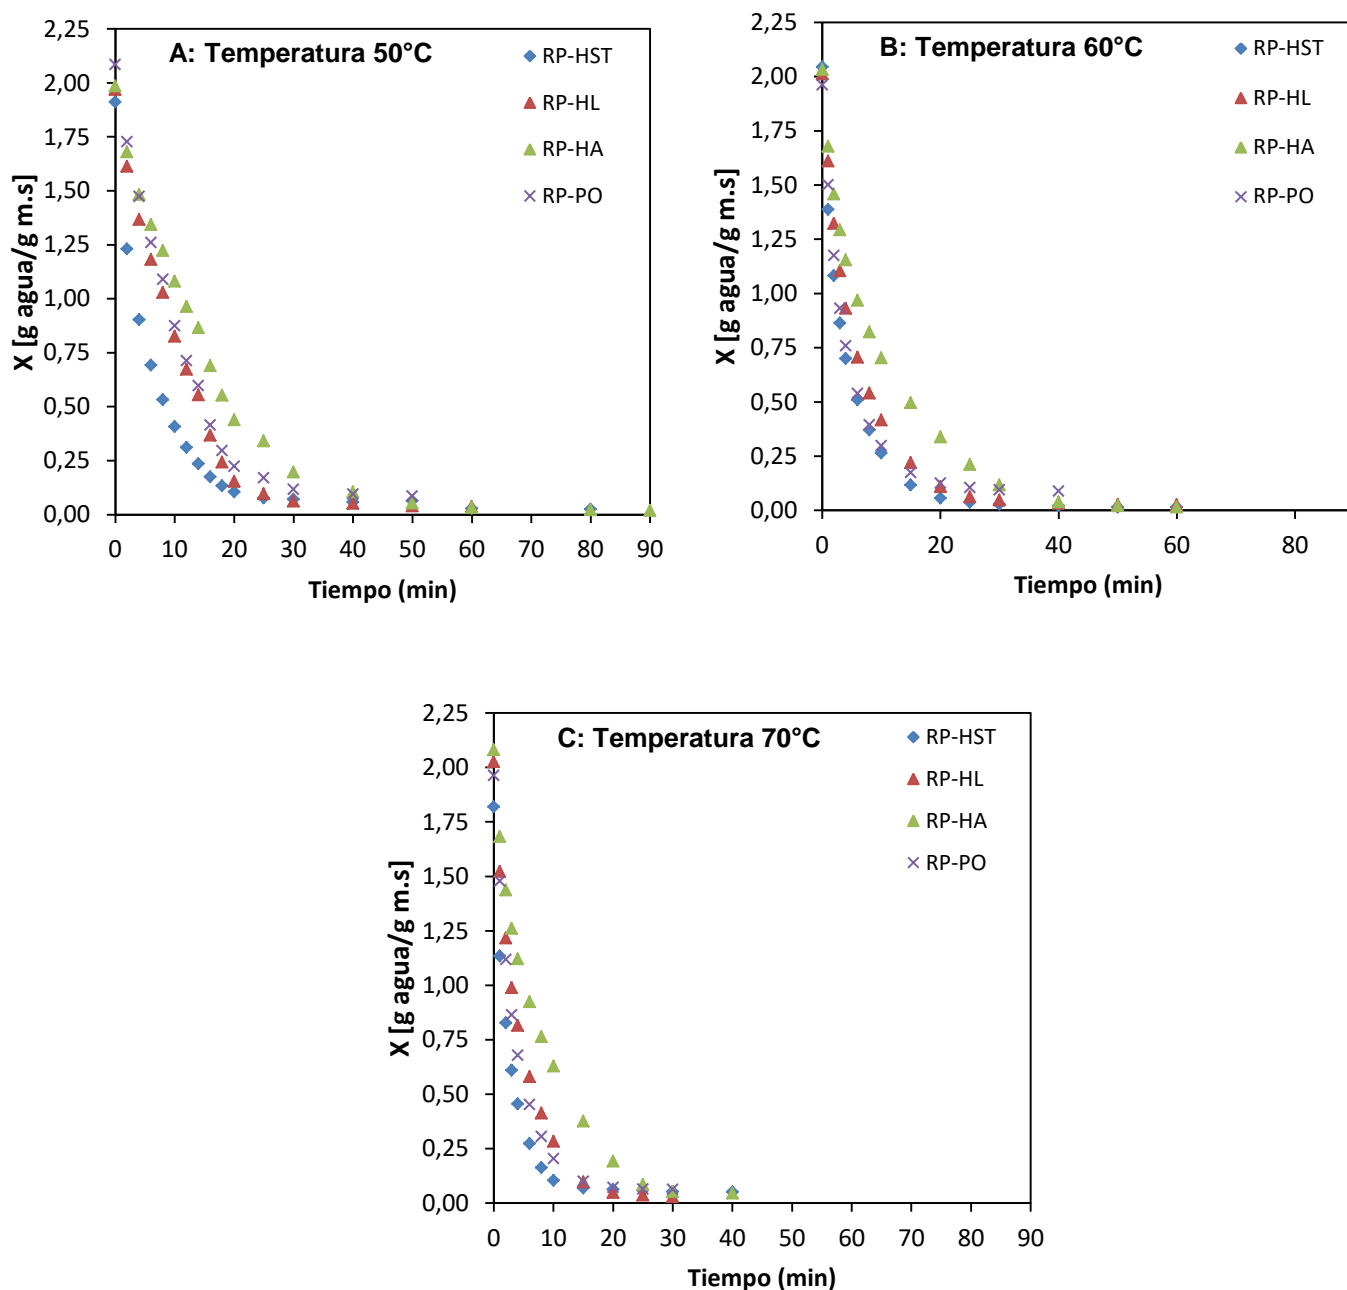 A: Temperatura 50°C
2,25
2,00
1,75
1,50
1,25
1,00
0,75
0,50
0,25
0,00
X [g agua/g m.s]
RP-HST
RP-HL
RP-HA
RP-PO
0 10 20 30 40 50 60 70 80 90
Tiempo (min)
B: Temperatura 60°C
2,25
2,00
1,75
1,50
1,25
1,00
0,75
0,50
0,25
0,00
X [g agua/g m.s]
RP-HST
RP-HL
RP-HA
RP-PO
0 20 40 60 80
Tiempo (min)
C: Temperatura 70°C
2,25
2,00
1,75
1,50
1,25
1,00
0,75
0,50
0,25
0,00
X [g agua/g m.s]
RP-HST
RP-HL
RP-HA
RP-PO
0 10 20 30 40 50 60 70 80 90
Tiempo (min)